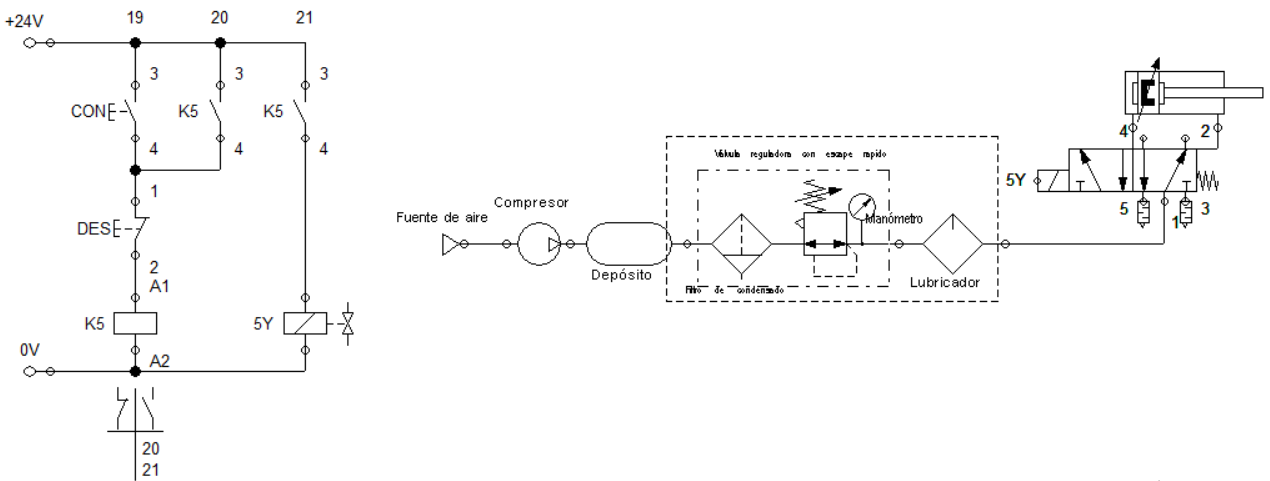 +24V
19
20
21
3
3
3
CON
K5
K5
4
4
4
1
DES
2
A1
K5
5Y
0V
A2
20
21
Fuente de aire
Compresor
Depósito
Válvula reguladora con escape rapido
Manómetro
Filtro de condensado
Lubricador
4
2
5Y
5
1
3